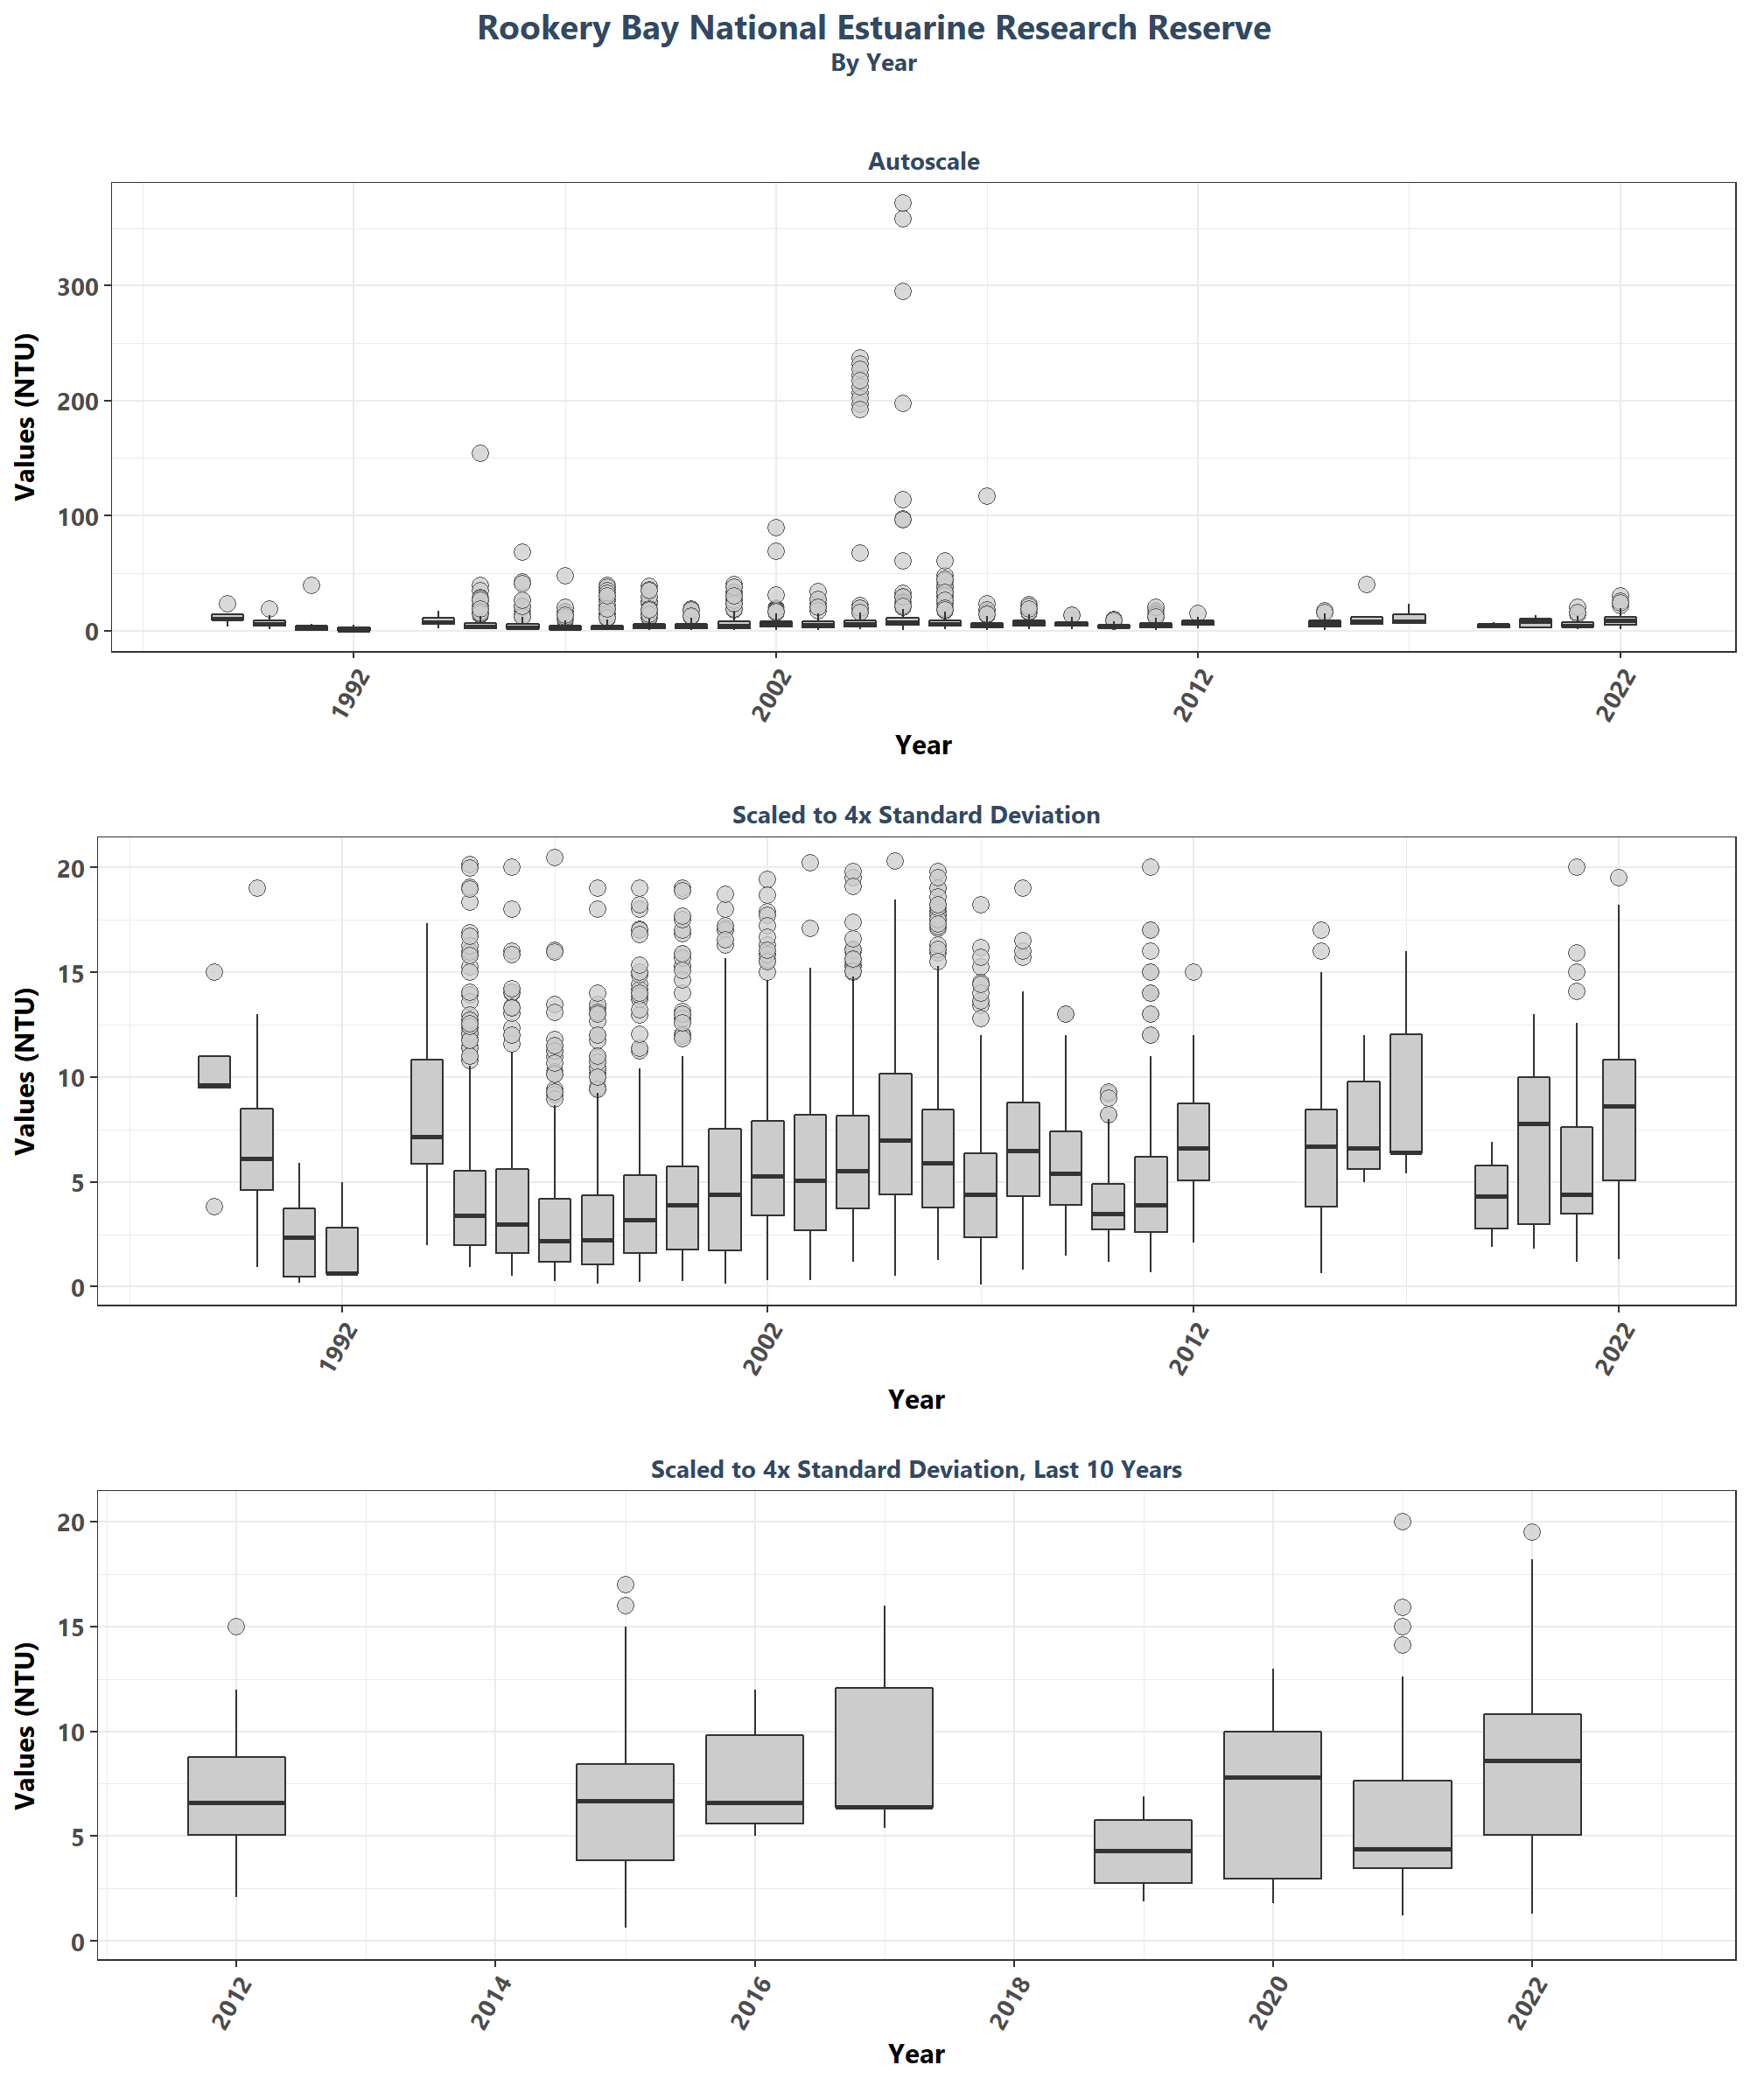 Rookery Bay National Estuarine Research Reserve
By Year
Autoscale
Values (NTU)
300
200
100
0
1992
2002
2012
2022
Year
Scaled to 4x Standard Deviation
Values (NTU)
20
15
10
5
0
1992
2002
2012
2022
Year
Scaled to 4x Standard Deviation, Last 10 Years
Values (NTU)
20
15
10
5
0
2012
2014
2016
2018
2020
2022
Year